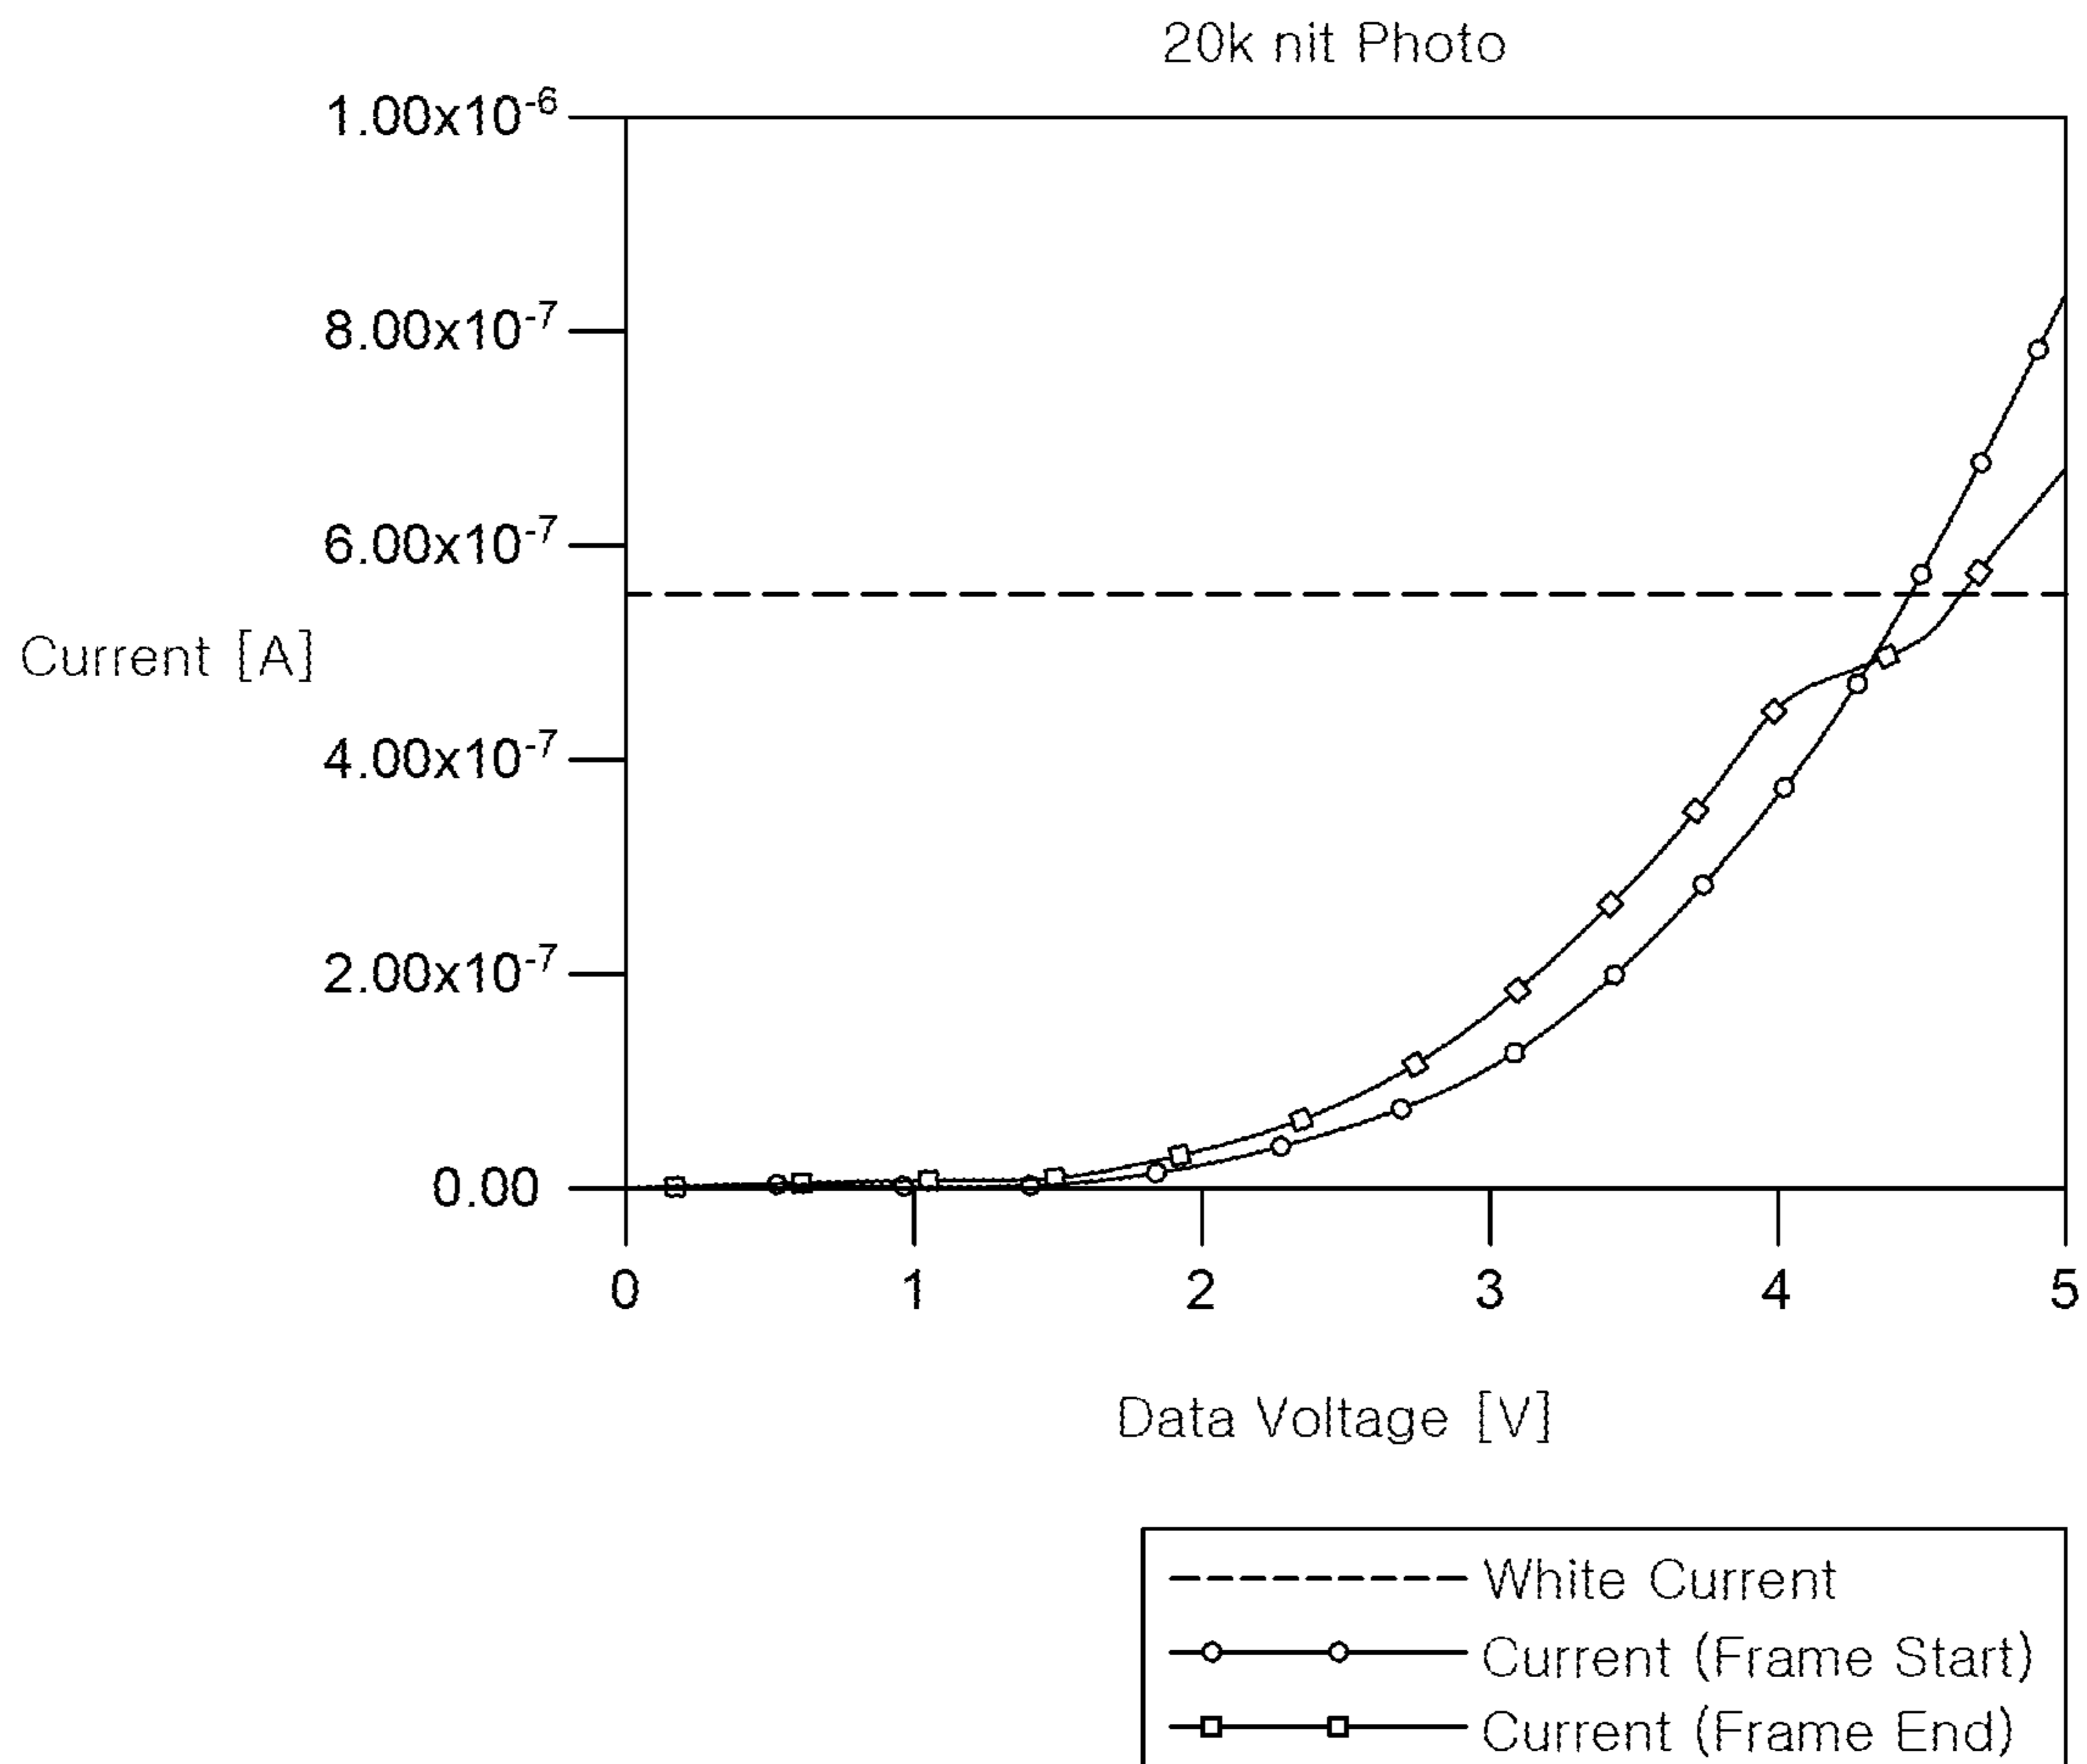 20k nit Photo
1.00x10⁻⁶
8.00x10⁻⁷
6.00x10⁻⁷
Current [A]
4.00x10⁻⁷
2.00x10⁻⁷
0.00
0 1 2 3 4 5
Data Voltage [V]
White Current
Current (Frame Start)
Current (Frame End)